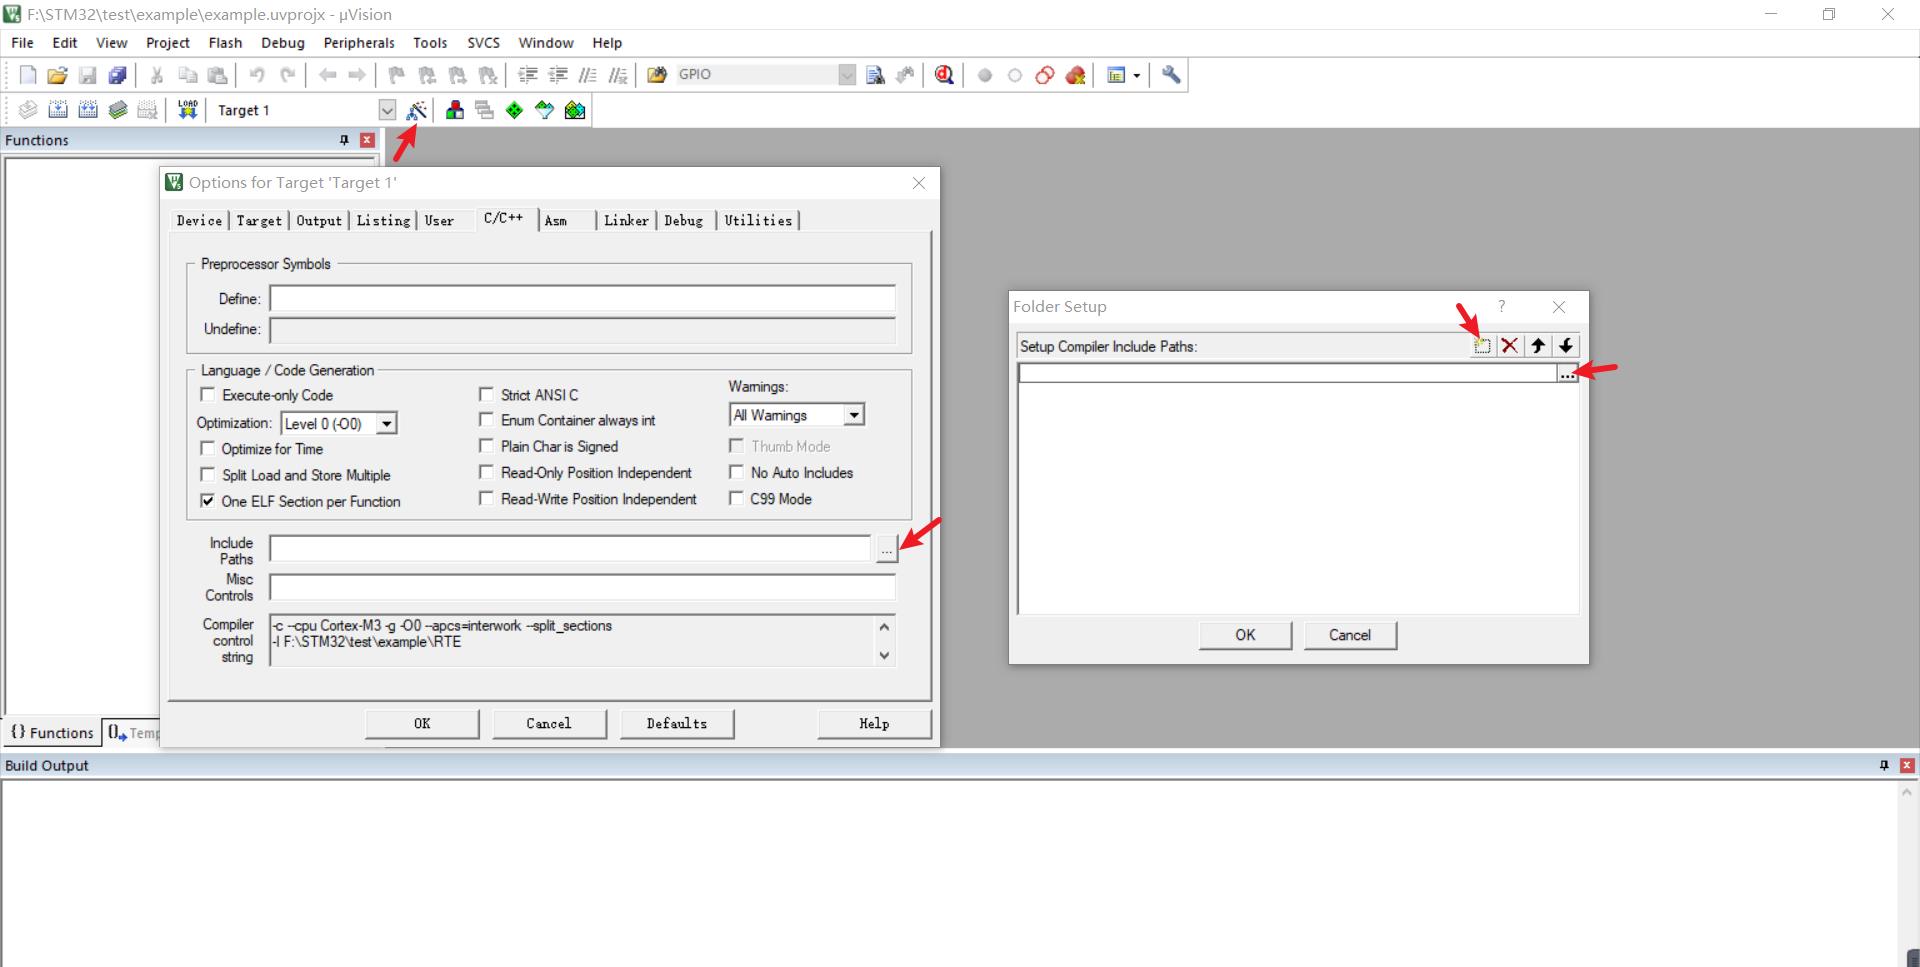 F:\STM32\test\example\example.uvprojx - µVision
File Edit View Project Flash Debug Peripherals Tools SVCS Window Help
GPIO
LOAD
Target 1
Functions
Options for Target 'Target 1'
Device Target Output Listing User C/C++ Asm Linker Debug Utilities
Preprocessor Symbols
Define:
Undefine:
Language / Code Generation
Execute-only Code
Optimization: Level 0 (-O0)
Optimize for Time
Split Load and Store Multiple
One ELF Section per Function
Strict ANSI C
Enum Container always int
Plain Char is Signed
Read-Only Position Independent
Read-Write Position Independent
Warnings:
All Warnings
Thumb Mode
No Auto Includes
C99 Mode
Include
Paths
...
Misc
Controls
Compiler
control
string
-c --cpu Cortex-M3 -g -O0 --apcs=interwork --split_sections
-I F:\STM32\test\example\RTE
OK Cancel Defaults Help
Folder Setup
?
Setup Compiler Include Paths:
...
OK Cancel
{} Functions
Temp
Build Output